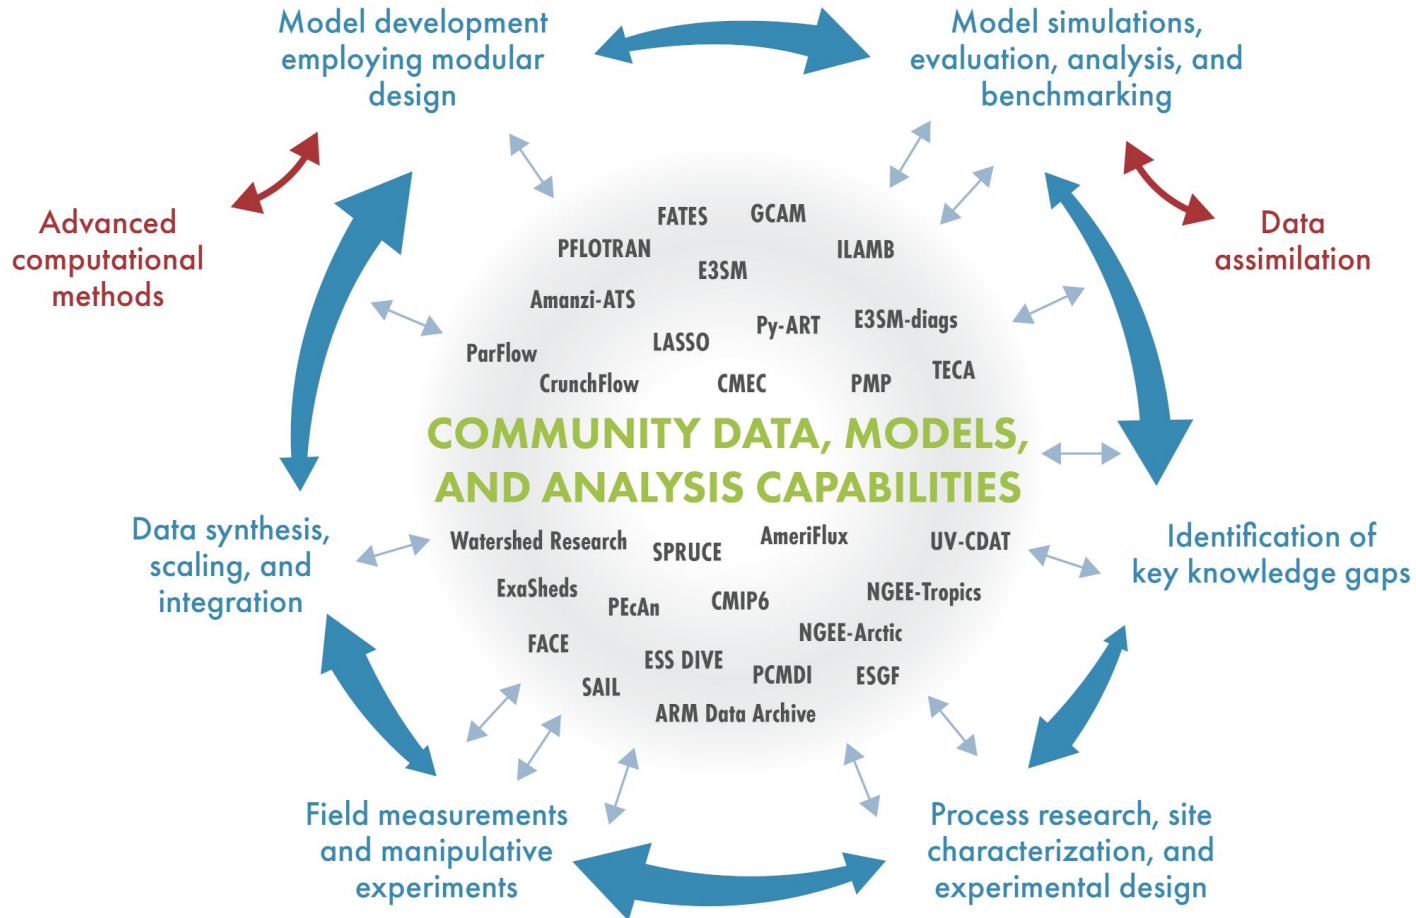 Model development
employing modular
design
Model simulations,
evaluation, analysis, and
benchmarking
Advanced
computational
methods
Data
assimilation
FATES
GCAM
PFLOTRAN
ILAMB
E3SM
Amanzi-ATS
Py-ART
E3SM-diags
ParFlow
LASSO
TECA
CrunchFlow
CMEC
PMP
COMMUNITY DATA, MODELS,
AND ANALYSIS CAPABILITIES
Data synthesis,
scaling, and
integration
Watershed Research
SPRUCE
AmeriFlux
UV-CDAT
Identification of
key knowledge gaps
ExaSheds
PEcAn
CMIP6
NGEE-Tropics
NGEE-Arctic
FACE
ESS DIVE
PCMDI
ESGF
SAIL
ARM Data Archive
Field measurements
and manipulative
experiments
Process research, site
characterization, and
experimental design